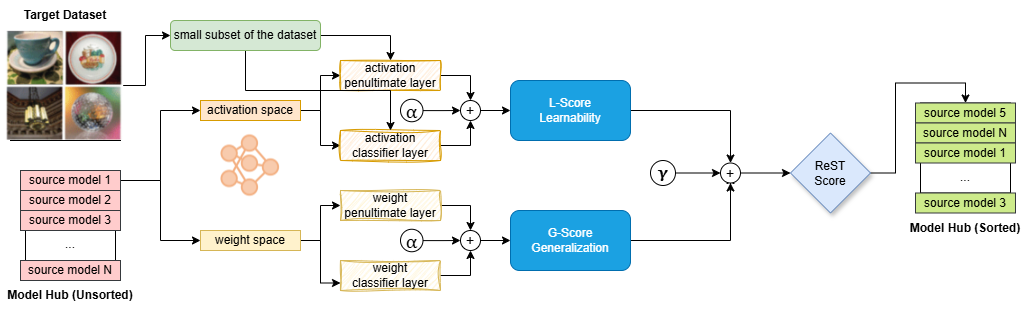 Target Dataset
small subset of the dataset
activation
penultimate layer
activation space
α
+
activation
classifier layer
L-Score
Learnability
source model 1
source model 2
source model 3
...
source model N
Model Hub (Unsorted)
weight space
weight
penultimate layer
α
+
weight
classifier layer
G-Score
Generalization
γ
+
ReST
Score
source model 5
source model N
source model 1
...
source model 3
Model Hub (Sorted)